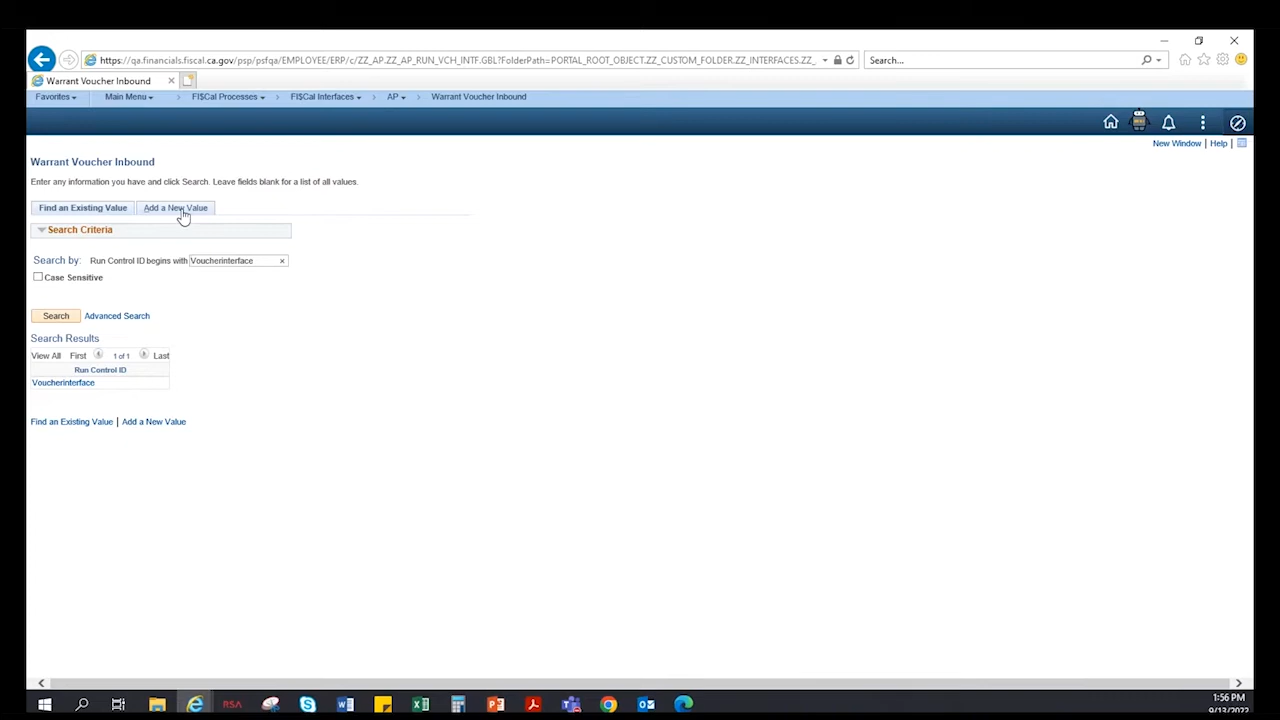 https://qa.financials.fiscal.ca.gov/psp/psfqa/EMPLOYEE/ERP/c/ZZ_AP.ZZ_AP_RUN_VCH_INTF.GBL?FolderPath=PORTAL_ROOT_OBJECT.ZZ_CUSTOM_FOLDER.ZZ_INTERFACES.ZZ_ Search...
Warrant Voucher Inbound
Favorites Main Menu FI$Cal Processes FI$Cal Interfaces AP Warrant Voucher Inbound
New Window | Help
Warrant Voucher Inbound
Enter any information you have and click Search. Leave fields blank for a list of all values.
Find an Existing Value Add a New Value
Search Criteria
Search by: Run Control ID begins with Voucherinterface ×
Case Sensitive
Search Advanced Search
Search Results
View All First 1 of 1 Last
Run Control ID
Voucherinterface
Find an Existing Value | Add a New Value
RSA
1:56 PM
9/13/2022